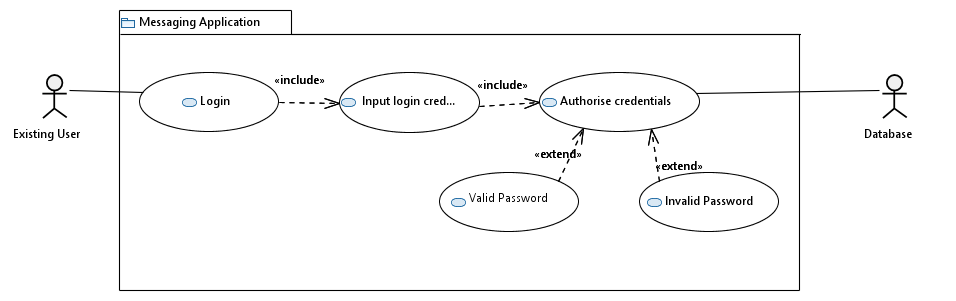 Messaging Application
«include»
«include»
Login
Input login cred...
Authorise credentials
Existing User
Database
«extend»
«extend»
Valid Password
Invalid Password